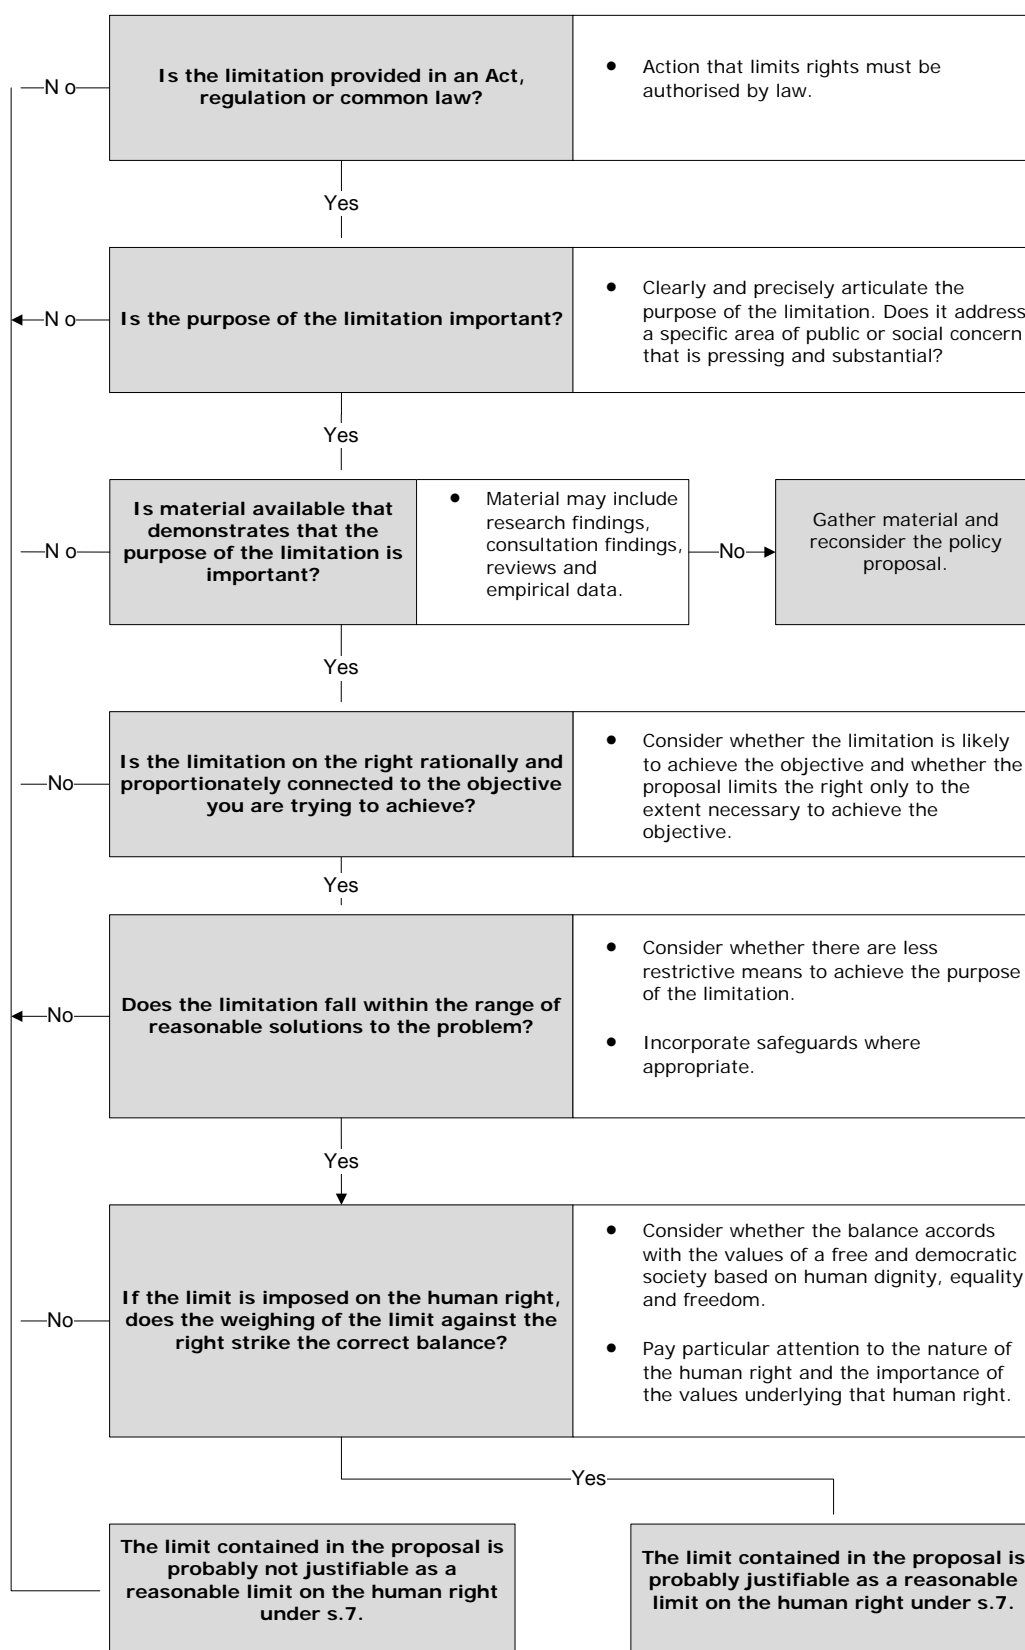 No
Is the limitation provided in an Act,
regulation or common law?
• Action that limits rights must be
authorised by law.
Yes
No
Is the purpose of the limitation important?
• Clearly and precisely articulate the
purpose of the limitation. Does it address
a specific area of public or social concern
that is pressing and substantial?
Yes
No
Is material available that
demonstrates that the
purpose of the limitation is
important?
• Material may include
research findings,
consultation findings,
reviews and
empirical data.
No
Gather material and
reconsider the policy
proposal.
Yes
No
Is the limitation on the right rationally and
proportionately connected to the objective
you are trying to achieve?
• Consider whether the limitation is likely
to achieve the objective and whether the
proposal limits the right only to the
extent necessary to achieve the
objective.
Yes
No
Does the limitation fall within the range of
reasonable solutions to the problem?
• Consider whether there are less
restrictive means to achieve the purpose
of the limitation.
• Incorporate safeguards where
appropriate.
Yes
No
If the limit is imposed on the human right,
does the weighing of the limit against the
right strike the correct balance?
• Consider whether the balance accords
with the values of a free and democratic
society based on human dignity, equality
and freedom.
• Pay particular attention to the nature of
the human right and the importance of
the values underlying that human right.
Yes
The limit contained in the proposal is
probably not justifiable as a
reasonable limit on the human right
under s.7.
The limit contained in the proposal is
probably justifiable as a reasonable
limit on the human right under s.7.